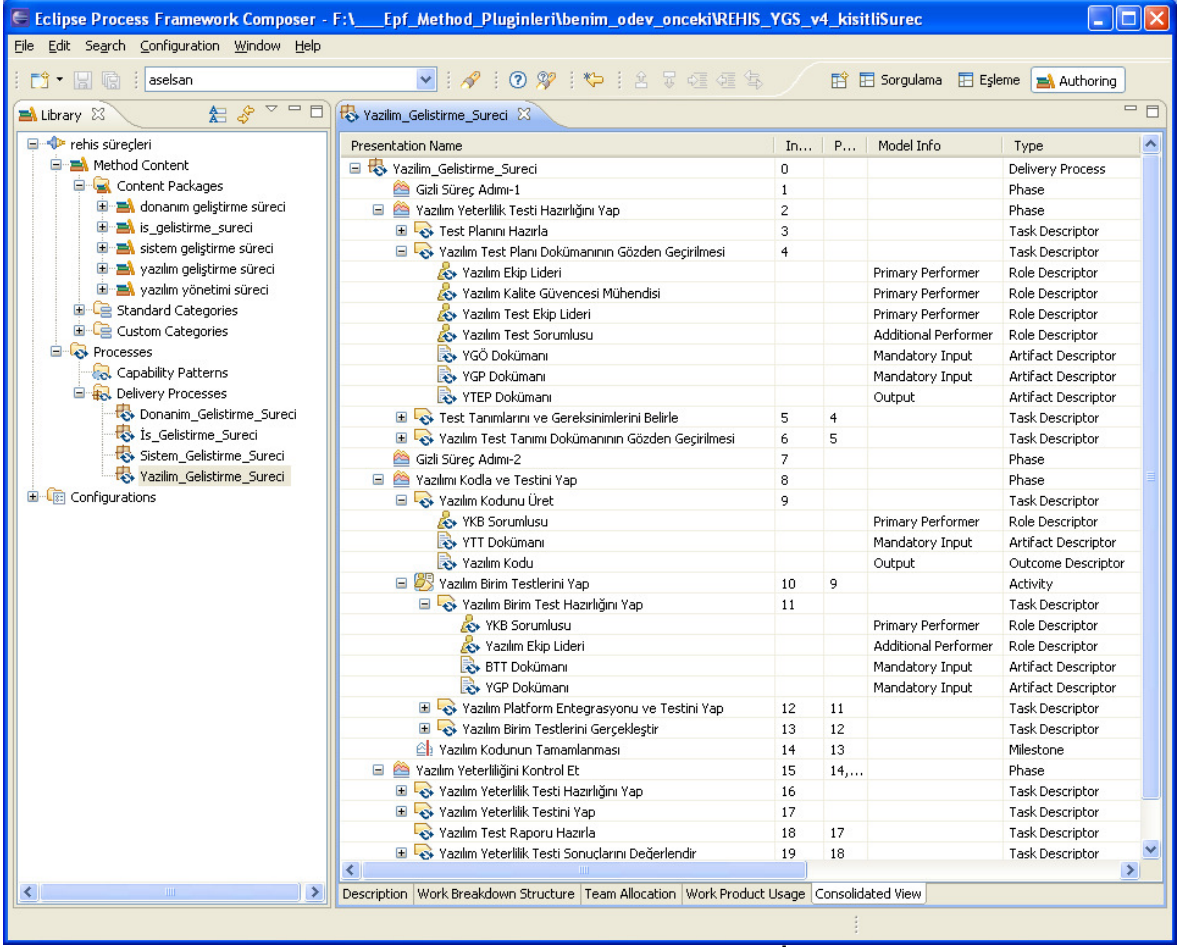 Eclipse Process Framework Composer - F:\___Epf_Method_Pluginleri\benim_odev_onceki\REHIS_YGS_v4_kisitliSurec
File Edit Search Configuration Window Help
aselsan
Sorgulama Eşleme Authoring
Library
rehis süreçleri
Method Content
Content Packages
donanım geliştirme süreci
is_gelistirme_sureci
sistem geliştirme süreci
yazılım geliştirme süreci
yazılım yönetimi süreci
Standard Categories
Custom Categories
Processes
Capability Patterns
Delivery Processes
Donanim_Gelistirme_Sureci
İs_Gelistirme_Sureci
Sistem_Gelistirme_Sureci
Yazilim_Gelistirme_Sureci
Configurations
Yazilim_Gelistirme_Sureci
Presentation Name In... P... Model Info Type
Yazilim_Gelistirme_Sureci 0 Delivery Process
Gizli Süreç Adımı-1 1 Phase
Yazılım Yeterlilik Testi Hazırlığını Yap 2 Phase
Test Planını Hazırla 3 Task Descriptor
Yazılım Test Planı Dokümanının Gözden Geçirilmesi 4 Task Descriptor
Yazılım Ekip Lideri Primary Performer Role Descriptor
Yazılım Kalite Güvencesi Mühendisi Primary Performer Role Descriptor
Yazılım Test Ekip Lideri Primary Performer Role Descriptor
Yazılım Test Sorumlusu Additional Performer Role Descriptor
YGÖ Dokümanı Mandatory Input Artifact Descriptor
YGP Dokümanı Mandatory Input Artifact Descriptor
YTEP Dokümanı Output Artifact Descriptor
Test Tanımlarını ve Gereksinimlerini Belirle 5 4 Task Descriptor
Yazılım Test Tanımı Dokümanının Gözden Geçirilmesi 6 5 Task Descriptor
Gizli Süreç Adımı-2 7 Phase
Yazılımı Kodla ve Testini Yap 8 Phase
Yazılım Kodunu Üret 9 Task Descriptor
YKB Sorumlusu Primary Performer Role Descriptor
YTT Dokümanı Mandatory Input Artifact Descriptor
Yazılım Kodu Output Outcome Descriptor
Yazılım Birim Testlerini Yap 10 9 Activity
Yazılım Birim Test Hazırlığını Yap 11 Task Descriptor
YKB Sorumlusu Primary Performer Role Descriptor
Yazılım Ekip Lideri Additional Performer Role Descriptor
BTT Dokümanı Mandatory Input Artifact Descriptor
YGP Dokümanı Mandatory Input Artifact Descriptor
Yazılım Platform Entegrasyonu ve Testini Yap 12 11 Task Descriptor
Yazılım Birim Testlerini Gerçekleştir 13 12 Task Descriptor
Yazılım Kodunun Tamamlanması 14 13 Milestone
Yazılım Yeterliliğini Kontrol Et 15 14,... Phase
Yazılım Yeterlilik Testi Hazırlığını Yap 16 Task Descriptor
Yazılım Yeterlilik Testini Yap 17 Task Descriptor
Yazılım Test Raporu Hazırla 18 17 Task Descriptor
Yazılım Yeterlilik Testi Sonuçlarını Değerlendir 19 18 Task Descriptor
Description Work Breakdown Structure Team Allocation Work Product Usage Consolidated View